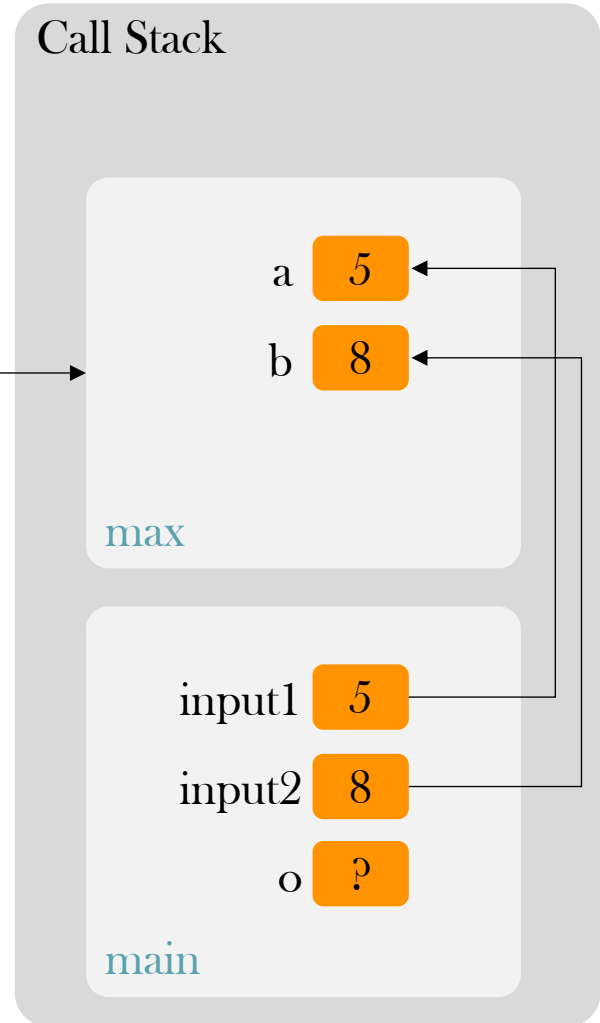 Call Stack
a 5
b 8
max
input1 5
input2 8
o ?
main